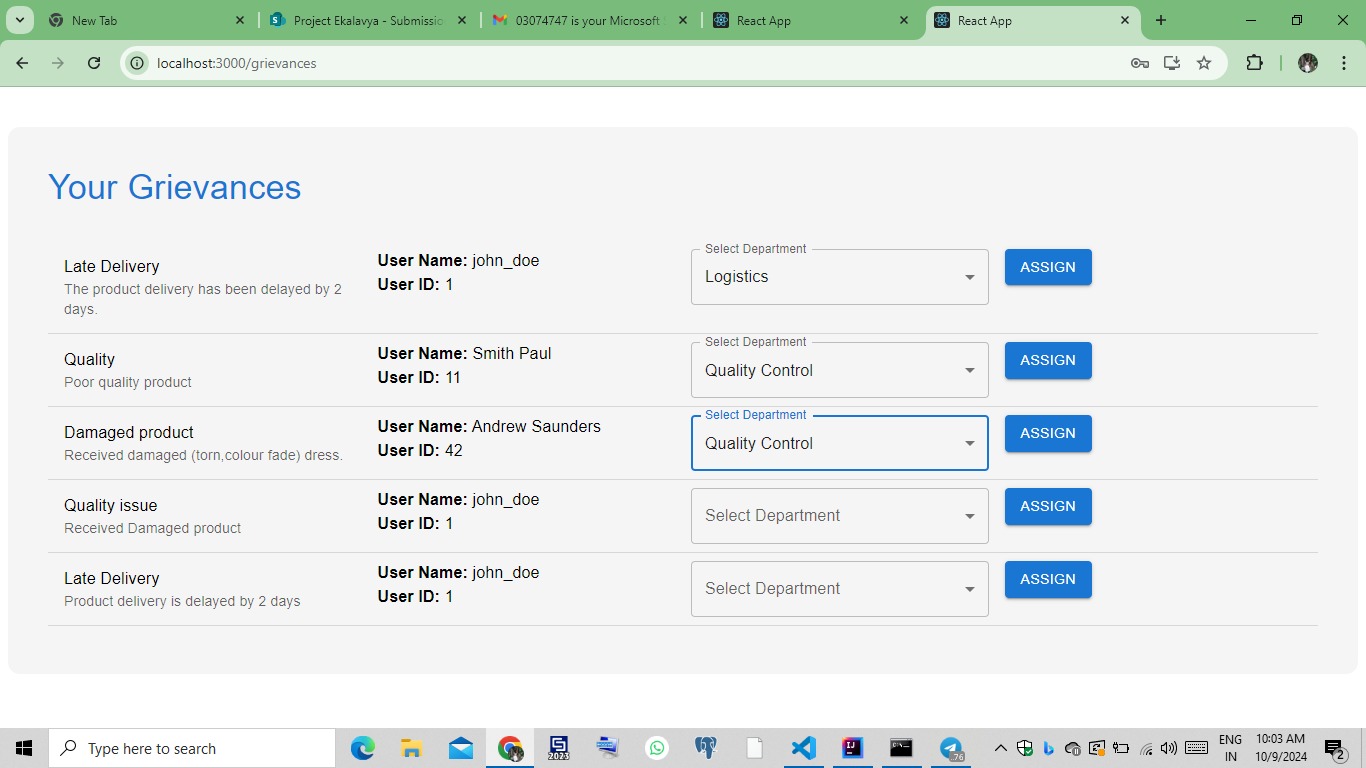 New Tab
Project Ekalavya - Submissio
03074747 is your Microsoft
React App
React App
localhost:3000/grievances
Your Grievances
Late Delivery
The product delivery has been delayed by 2
days.
User Name: john_doe
User ID: 1
Select Department
Logistics
ASSIGN
Quality
Poor quality product
User Name: Smith Paul
User ID: 11
Select Department
Quality Control
ASSIGN
Damaged product
Received damaged (torn,colour fade) dress.
User Name: Andrew Saunders
User ID: 42
Select Department
Quality Control
ASSIGN
Quality issue
Received Damaged product
User Name: john_doe
User ID: 1
Select Department
ASSIGN
Late Delivery
Product delivery is delayed by 2 days
User Name: john_doe
User ID: 1
Select Department
ASSIGN
Type here to search
2023
.76
ENG
IN
10:03 AM
10/9/2024
2